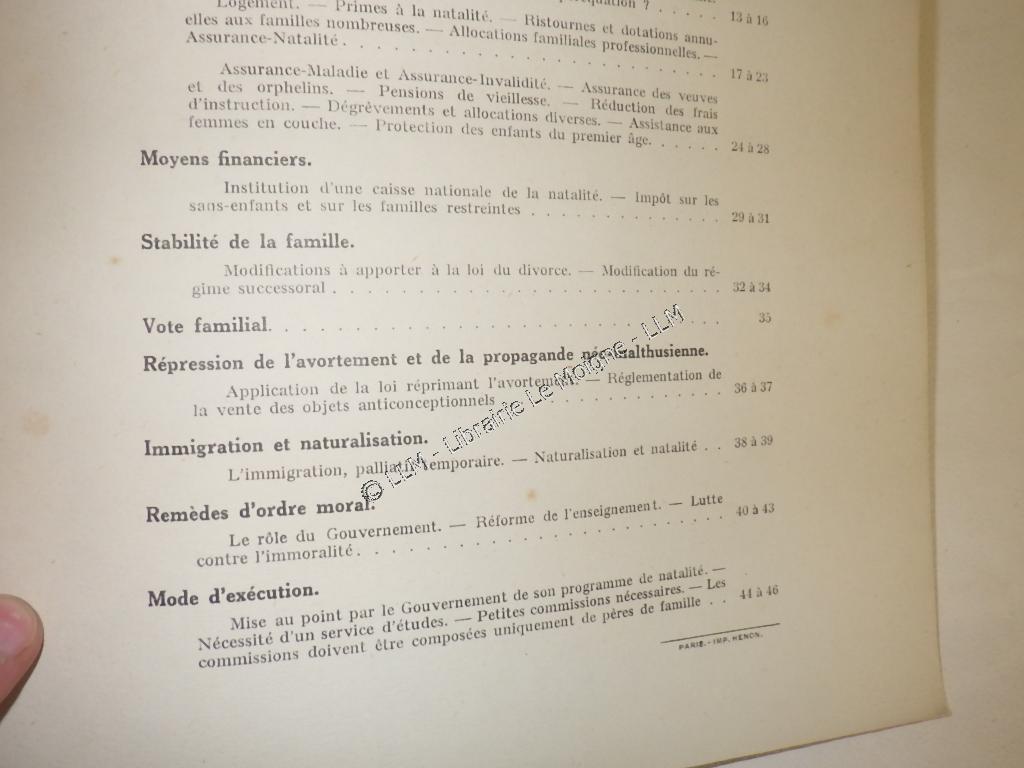 Logement. — Primes à la natalité. — Ristournes et dotations annu-
elles aux familles nombreuses. — Allocations familiales professionnelles. —
Assurance-Natalité . . . . . . . . . . . . . . . . . . . . . 17 à 23
13 à 16
Assurance-Maladie et Assurance-Invalidité. — Assurance des veuves
et des orphelins. — Pensions de vieillesse. — Réduction des frais
d'instruction. — Dégrèvements et allocations diverses. — Assistance aux
femmes en couche. — Protection des enfants du premier âge. . . . . . 24 à 28
Moyens financiers.
Institution d'une caisse nationale de la natalité. — Impôt sur les
sans-enfants et sur les familles restreintes . . . . . . . . . . . . . . 29 à 31
Stabilité de la famille.
Modifications à apporter à la loi du divorce. — Modification du ré-
gime successoral . . . . . . . . . . . . . . . . . . . . . . . . . . . 32 à 34
Vote familial. . . . . . . . . . . . . . . . . . . . . . . . . . . . . 35
Répression de l'avortement et de la propagande néo-malthusienne.
Application de la loi réprimant l'avortement. — Réglementation de
la vente des objets anticonceptionnels . . . . . . . . . . . . . . . . 36 à 37
Immigration et naturalisation.
L'immigration, palliatif temporaire. — Naturalisation et natalité . . 38 à 39
Remèdes d'ordre moral.
Le rôle du Gouvernement. — Réforme de l'enseignement. — Lutte
contre l'immoralité. . . . . . . . . . . . . . . . . . . . . . . . . . 40 à 43
Mode d'exécution.
Mise au point par le Gouvernement de son programme de natalité. —
Nécessité d'un service d'études. — Petites commissions nécessaires. — Les
commissions doivent être composées uniquement de pères de famille . . 44 à 46
PARIS. - IMP. HENON.
© LLM - Librairie Le Moigne - LLM